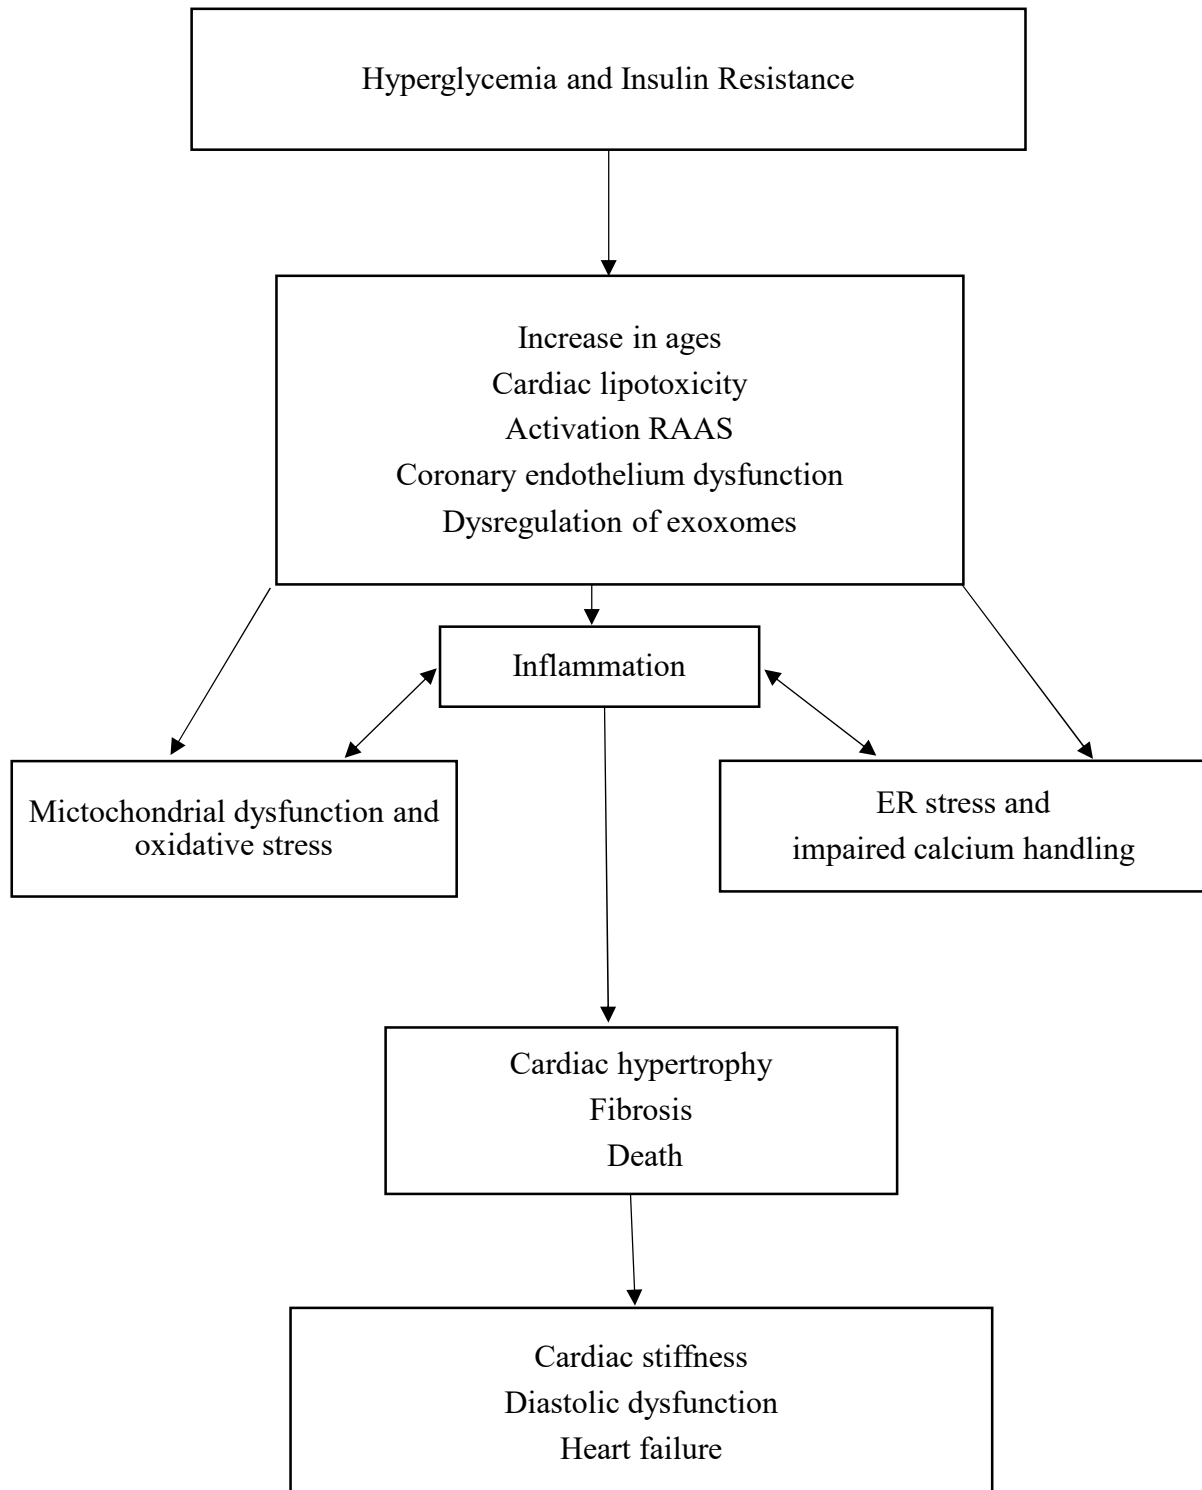 Hyperglycemia and Insulin Resistance
Increase in ages
Cardiac lipotoxicity
Activation RAAS
Coronary endothelium dysfunction
Dysregulation of exoxomes
Inflammation
Mictochondrial dysfunction and
oxidative stress
ER stress and
impaired calcium handling
Cardiac hypertrophy
Fibrosis
Death
Cardiac stiffness
Diastolic dysfunction
Heart failure